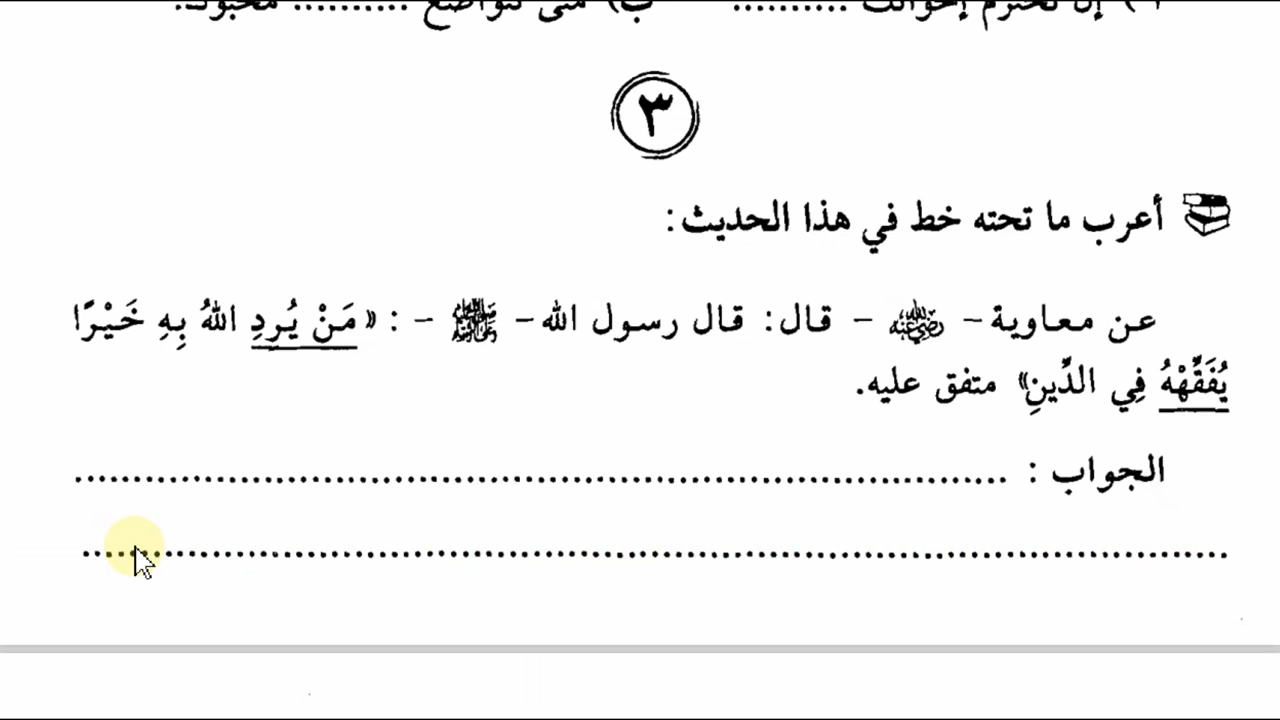 ٣
أعرب ما تحته خط في هذا الحديث:
عن معاوية - رضي الله عنه - قال: قال رسول الله - ﷺ - : «مَنْ يُرِدِ اللهُ بِهِ خَيْرًا
يُفَقِّهْهُ فِي الدِّينِ» متفق عليه.
الجواب : ..........................................................................
..........................................................................................